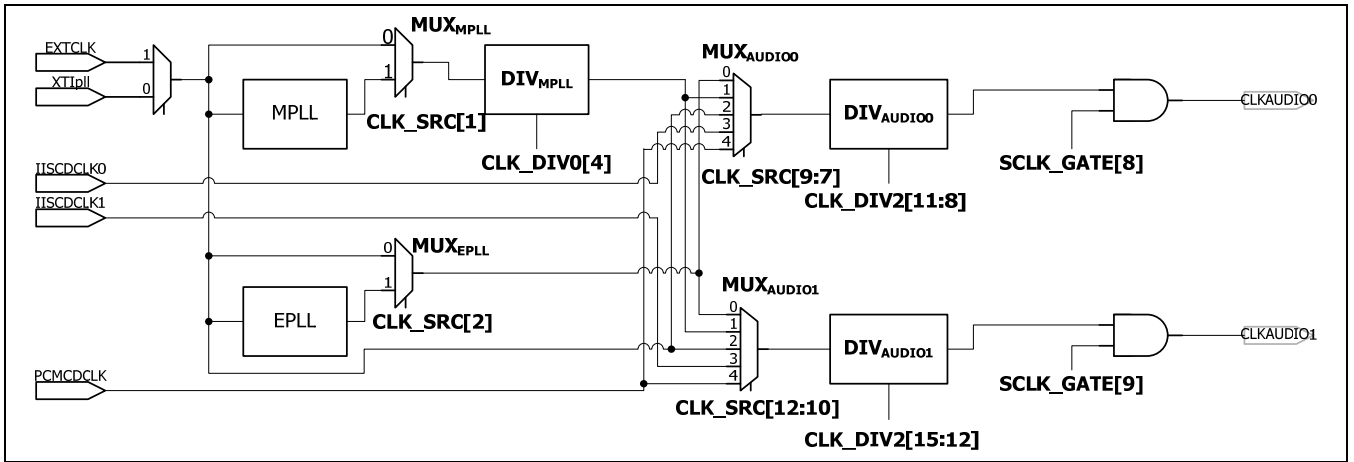 EXTCLK
XTIpll
1
0
MUXMPLL
0
1
MPLL
CLK_SRC[1]
DIVMPLL
CLK_DIV0[4]
IISCDCLK0
IISCDCLK1
MUXEPLL
0
1
EPLL
CLK_SRC[2]
PCMCDCLK
MUXAUDIO0
0
1
2
3
4
CLK_SRC[9:7]
DIVAUDIO0
CLK_DIV2[11:8]
SCLK_GATE[8]
CLKAUDIO0
MUXAUDIO1
0
1
2
3
4
CLK_SRC[12:10]
DIVAUDIO1
CLK_DIV2[15:12]
SCLK_GATE[9]
CLKAUDIO1